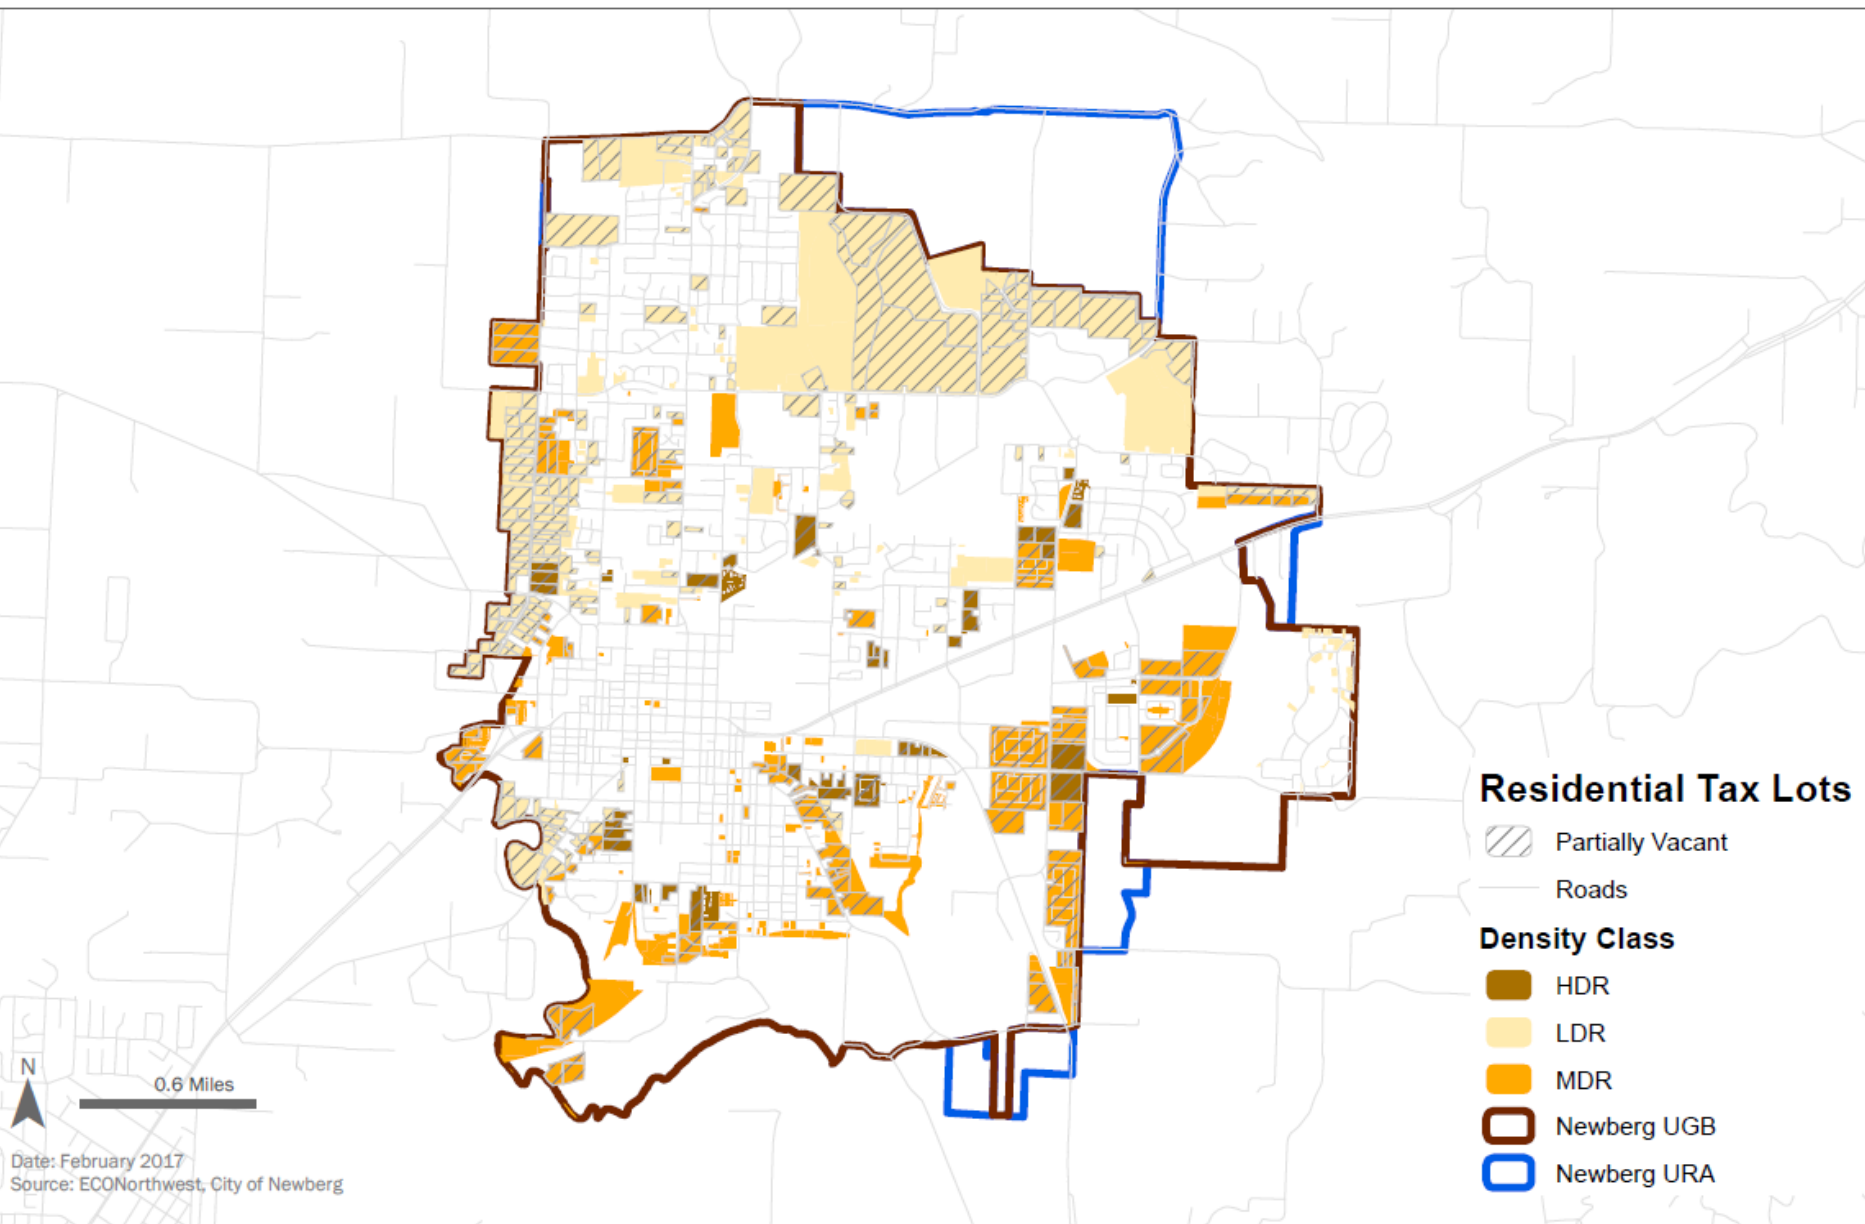 Residential Tax Lots
Partially Vacant
Roads
Density Class
HDR
LDR
MDR
Newberg UGB
Newberg URA
N
0.6 Miles
Date: February 2017
Source: ECONorthwest, City of Newberg